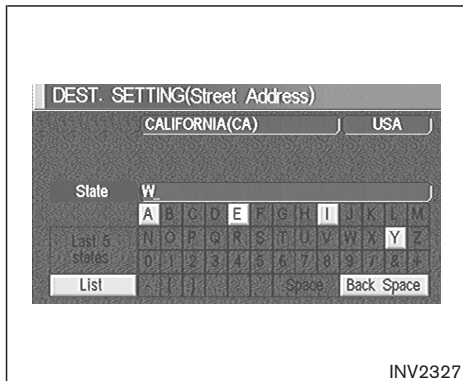 DEST. SETTING(Street Address)
CALIFORNIA(CA) USA
State W_
A B C D E F G H I J K L M
Last 5 N O P Q R S T U V W X Y Z
states 0 1 2 3 4 5 6 7 8 9 / & +
List - ( ) Space Back Space
INV2327